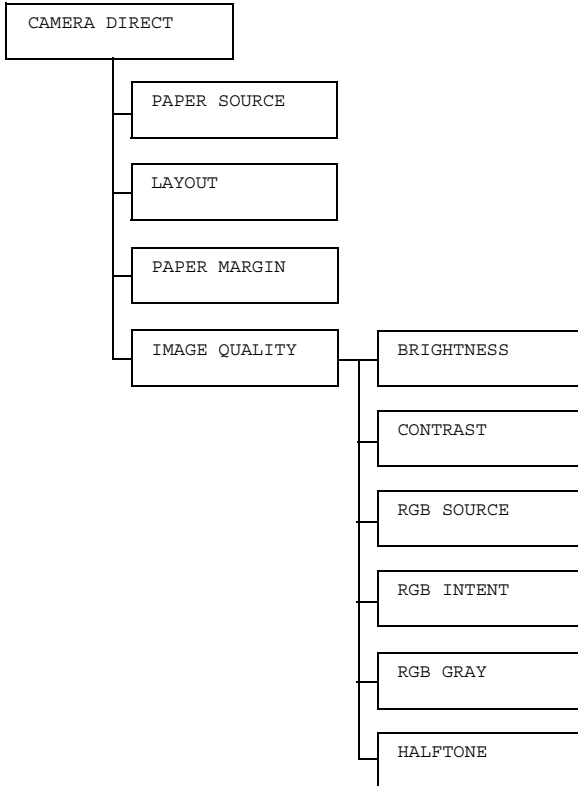 CAMERA DIRECT
PAPER SOURCE
LAYOUT
PAPER MARGIN
IMAGE QUALITY
BRIGHTNESS
CONTRAST
RGB SOURCE
RGB INTENT
RGB GRAY
HALFTONE